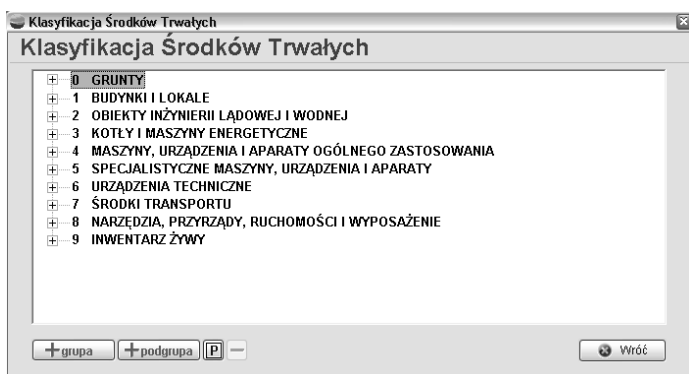 Klasyfikacja Środków Trwałych
Klasyfikacja Środków Trwałych
0 GRUNTY
1 BUDYNKI I LOKALE
2 OBIEKTY INŻYNIERII LĄDOWEJ I WODNEJ
3 KOTŁY I MASZYNY ENERGETYCZNE
4 MASZYNY, URZĄDZENIA I APARATY OGÓLNEGO ZASTOSOWANIA
5 SPECJALISTYCZNE MASZYNY, URZĄDZENIA I APARATY
6 URZĄDZENIA TECHNICZNE
7 ŚRODKI TRANSPORTU
8 NARZĘDZIA, PRZYRZĄDY, RUCHOMOŚCI I WYPOSAŻENIE
9 INWENTARZ ŻYWY
+grupa +podgrupa P − Wróć